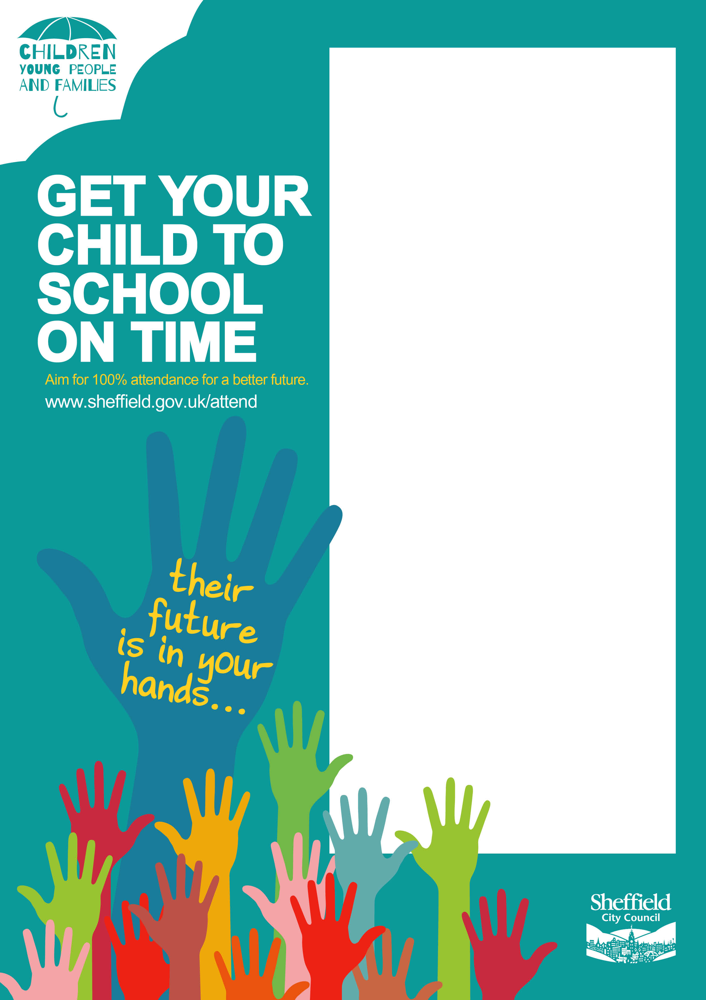 CHILDREN
YOUNG PEOPLE
AND FAMILIES
GET YOUR
CHILD TO
SCHOOL
ON TIME
Aim for 100% attendance for a better future.
www.sheffield.gov.uk/attend
their
future
is in your
hands...
Sheffield
City Council